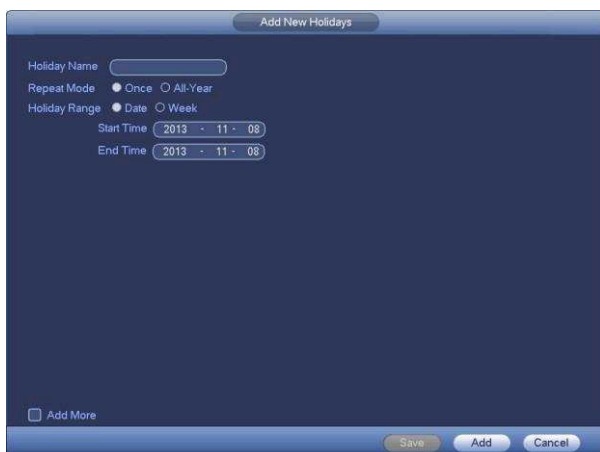 Add New Holidays
Holiday Name
Repeat Mode Once All-Year
Holiday Range Date Week
Start Time 2013 - 11 - 08
End Time 2013 - 11 - 08
Add More
Save Add Cancel